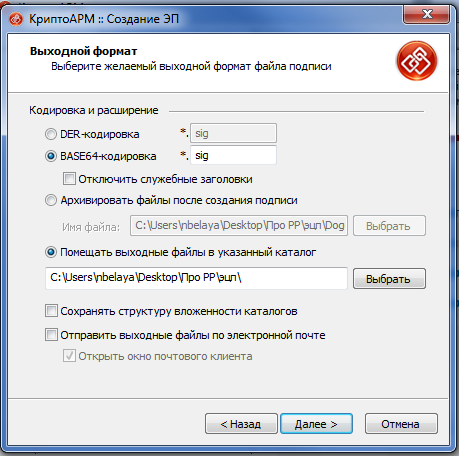 КриптоАРМ :: Создание ЭП
Выходной формат
Выберите желаемый выходной формат файла подписи
Кодировка и расширение
DER-кодировка *. sig
BASE64-кодировка *. sig
Отключить служебные заголовки
Архивировать файлы после создания подписи
Имя файла: C:\Users\nbelaya\Desktop\Про РР\эцп\Dog Выбрать
Помещать выходные файлы в указанный каталог
C:\Users\nbelaya\Desktop\Про РР\эцп\ Выбрать
Сохранять структуру вложенности каталогов
Отправить выходные файлы по электронной почте
Открыть окно почтового клиента
< Назад Далее > Отмена